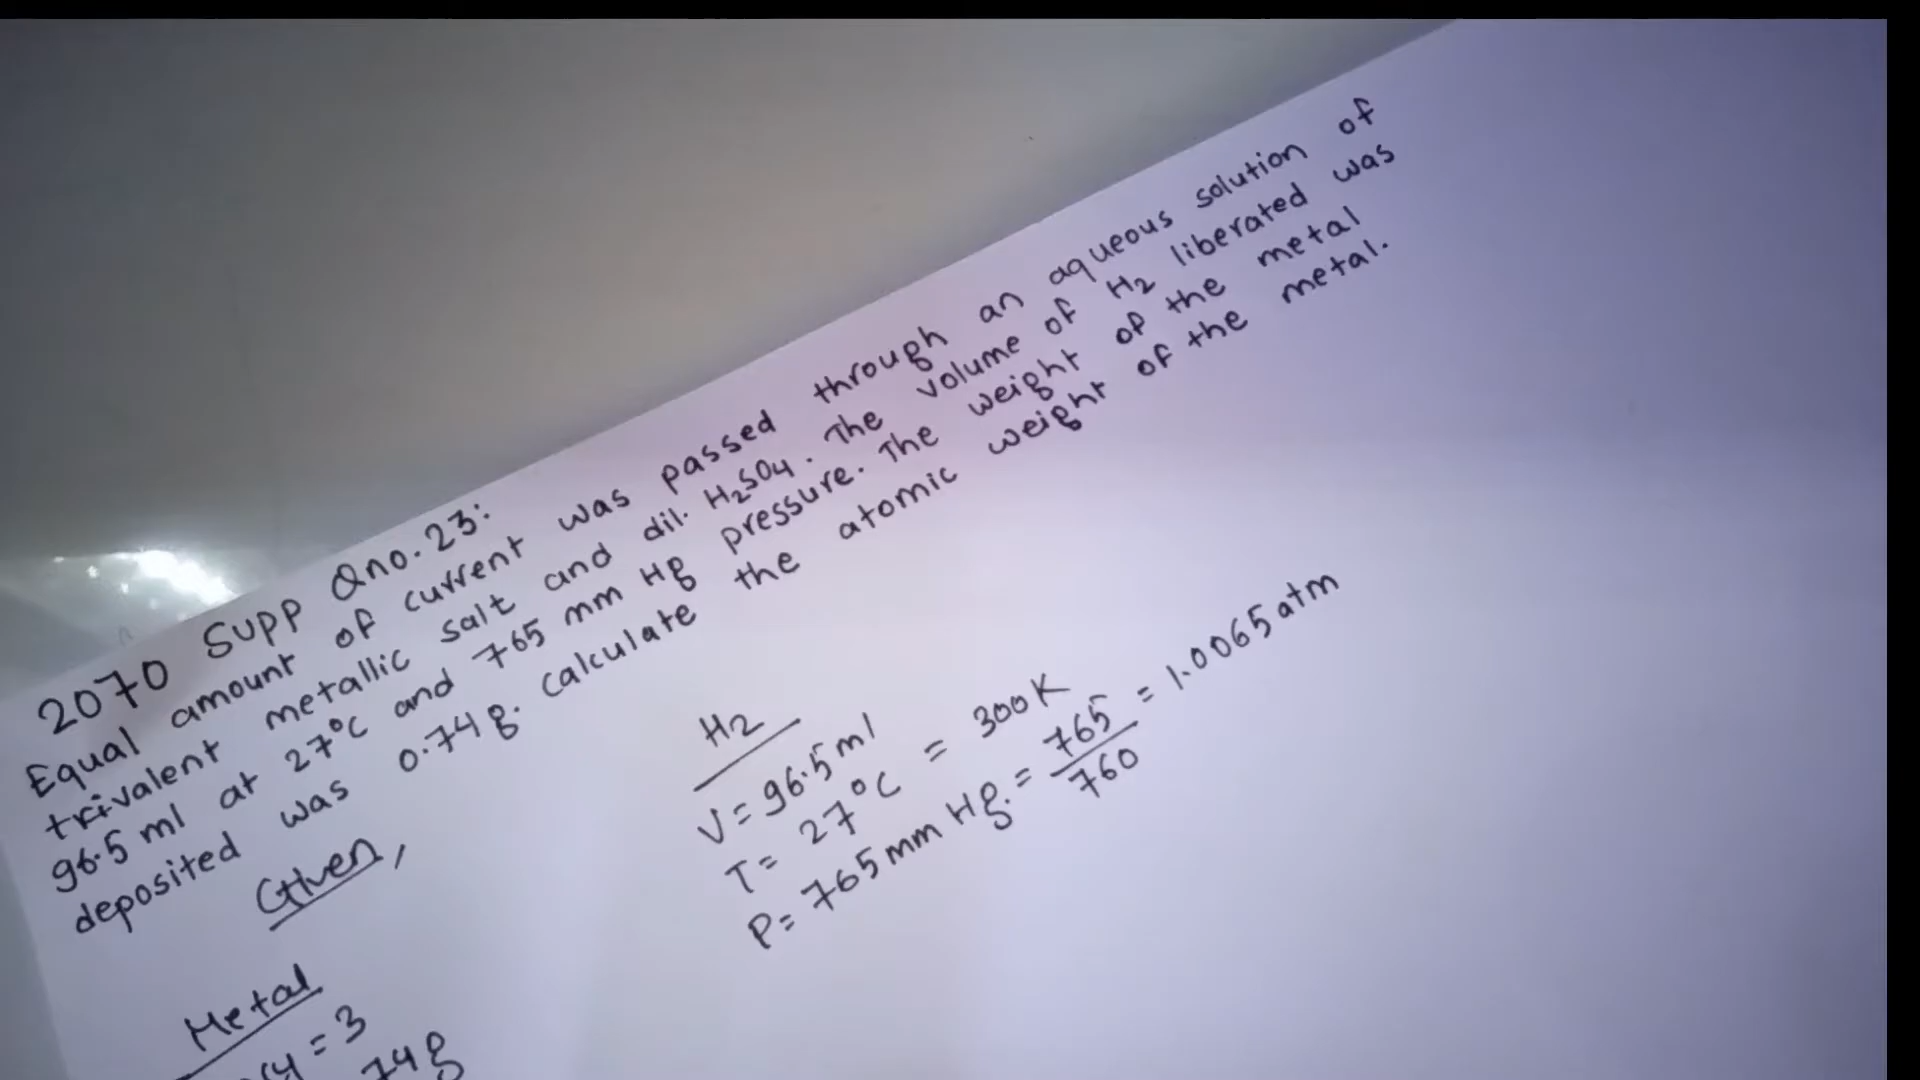 2070 Supp Qno. 23:
Equal amount of current was passed through an aqueous solution of
trivalent metallic salt and dil. H₂SO₄. The volume of H₂ liberated was
96.5 ml at 27°C and 765 mm Hg pressure. The weight of the metal
deposited was 0.74 g. calculate the atomic weight of the metal.
Given,
Metal
= 3
74g
H₂
V = 96.5 ml
T = 27°C = 300K
P = 765 mm Hg. = 765/760 = 1.0065 atm